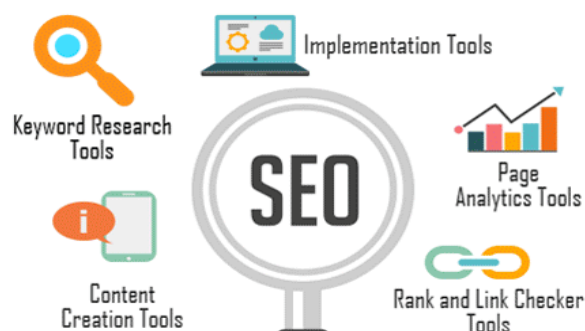 Implementation Tools
Keyword Research
Tools
SEO
Page
Analytics Tools
i
Content
Creation Tools
Rank and Link Checker
Tools